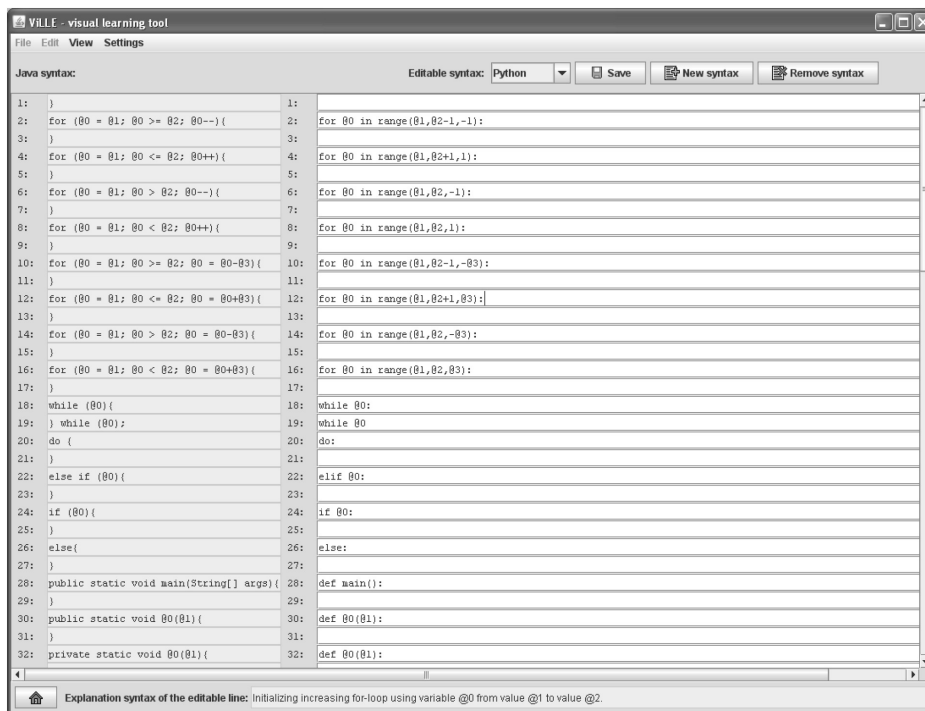 ViLLE - visual learning tool
File Edit View Settings
Java syntax: Editable syntax: Python Save New syntax Remove syntax
1: } 1:
2: for (@0 = @1; @0 >= @2; @0--){ 2: for @0 in range(@1,@2-1,-1):
3: } 3:
4: for (@0 = @1; @0 <= @2; @0++){ 4: for @0 in range(@1,@2+1,1):
5: } 5:
6: for (@0 = @1; @0 > @2; @0--){ 6: for @0 in range(@1,@2,-1):
7: } 7:
8: for (@0 = @1; @0 < @2; @0++){ 8: for @0 in range(@1,@2,1):
9: } 9:
10: for (@0 = @1; @0 >= @2; @0 = @0-@3){ 10: for @0 in range(@1,@2-1,-@3):
11: } 11:
12: for (@0 = @1; @0 <= @2; @0 = @0+@3){ 12: for @0 in range(@1,@2+1,@3):
13: } 13:
14: for (@0 = @1; @0 > @2; @0 = @0-@3){ 14: for @0 in range(@1,@2,-@3):
15: } 15:
16: for (@0 = @1; @0 < @2; @0 = @0+@3){ 16: for @0 in range(@1,@2,@3):
17: } 17:
18: while (@0){ 18: while @0:
19: } while (@0); 19: while @0
20: do { 20: do:
21: } 21:
22: else if (@0){ 22: elif @0:
23: } 23:
24: if (@0){ 24: if @0:
25: } 25:
26: else{ 26: else:
27: } 27:
28: public static void main(String[] args){ 28: def main():
29: } 29:
30: public static void @0(@1){ 30: def @0(@1):
31: } 31:
32: private static void @0(@1){ 32: def @0(@1):
Explanation syntax of the editable line: Initializing increasing for-loop using variable @0 from value @1 to value @2.